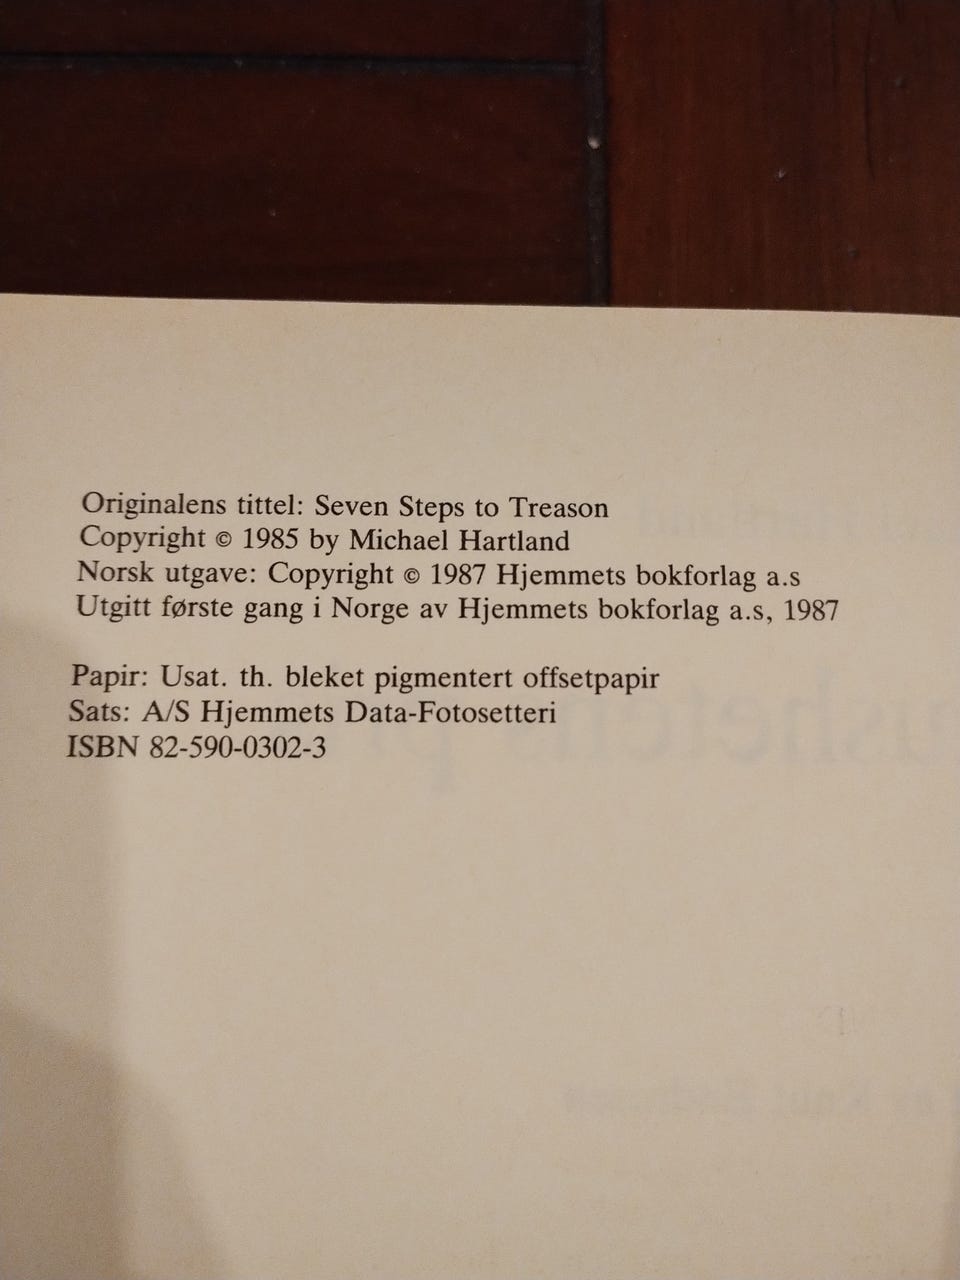 Originalens tittel: Seven Steps to Treason
Copyright © 1985 by Michael Hartland
Norsk utgave: Copyright © 1987 Hjemmets bokforlag a.s
Utgitt første gang i Norge av Hjemmets bokforlag a.s, 1987
Papir: Usat. th. bleket pigmentert offsetpapir
Sats: A/S Hjemmets Data-Fotosetteri
ISBN 82-590-0302-3